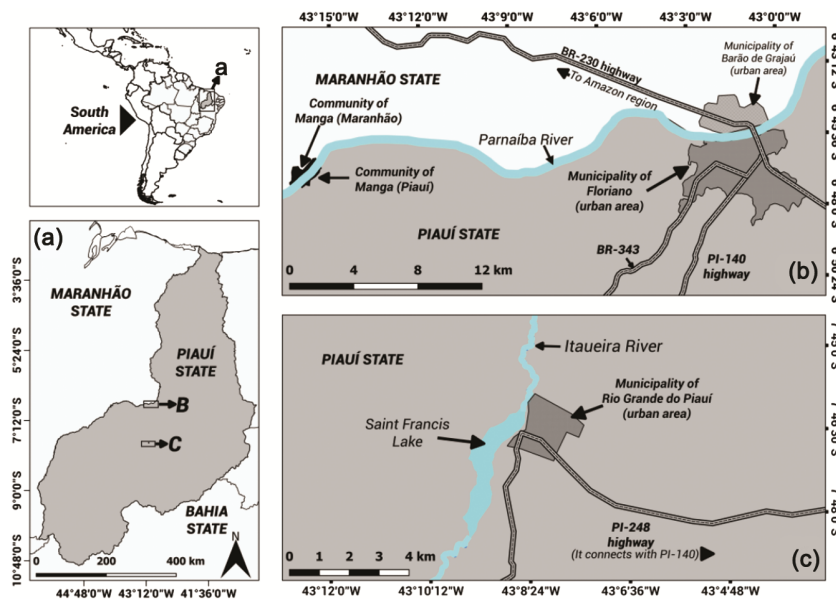 a
South
America
(a)
MARANHÃO
STATE
PIAUÍ
STATE
B
C
BAHIA
STATE
N
0 200 400 km
3°36'0"S
5°24'0"S
7°12'0"S
9°0'0"S
10°48'0"S
44°48'0"W 43°12'0"W 41°36'0"W
43°15'0"W 43°12'0"W 43°9'0"W 43°6'0"W 43°3'0"W 43°00'W
MARANHÃO STATE
BR-230 highway
To Amazon region
Municipality of
Barão de Grajaú
(urban area)
Community of
Manga (Maranhão)
Parnaíba River
Community of
Manga (Piauí)
Municipality of
Floriano
(urban area)
PIAUÍ STATE
BR-343
PI-140
highway
0 4 8 12 km
(b)
PIAUÍ STATE
Itaueira River
Municipality of
Rio Grande do Piauí
(urban area)
Saint Francis
Lake
PI-248
highway
(It connects with PI-140)
0 1 2 3 4 km
(c)
43°12'0"W 43°10'12"W 43°8'24"W 43°6'36"W 43°4'48"W